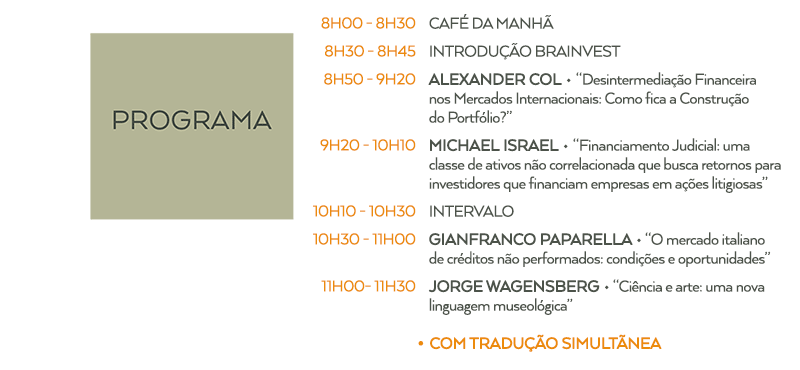 PROGRAMA
8H00 - 8H30 CAFÉ DA MANHÃ
8H30 - 8H45 INTRODUÇÃO BRAINVEST
8H50 - 9H20 ALEXANDER COL • “Desintermediação Financeira
nos Mercados Internacionais: Como fica a Construção
do Portfólio?”
9H20 - 10H10 MICHAEL ISRAEL • “Financiamento Judicial: uma
classe de ativos não correlacionada que busca retornos para
investidores que financiam empresas em ações litigiosas”
10H10 - 10H30 INTERVALO
10H30 - 11H00 GIANFRANCO PAPARELLA • “O mercado italiano
de créditos não performados: condições e oportunidades”
11H00- 11H30 JORGE WAGENSBERG • “Ciência e arte: uma nova
linguagem museológica”
• COM TRADUÇÃO SIMULTÃNEA